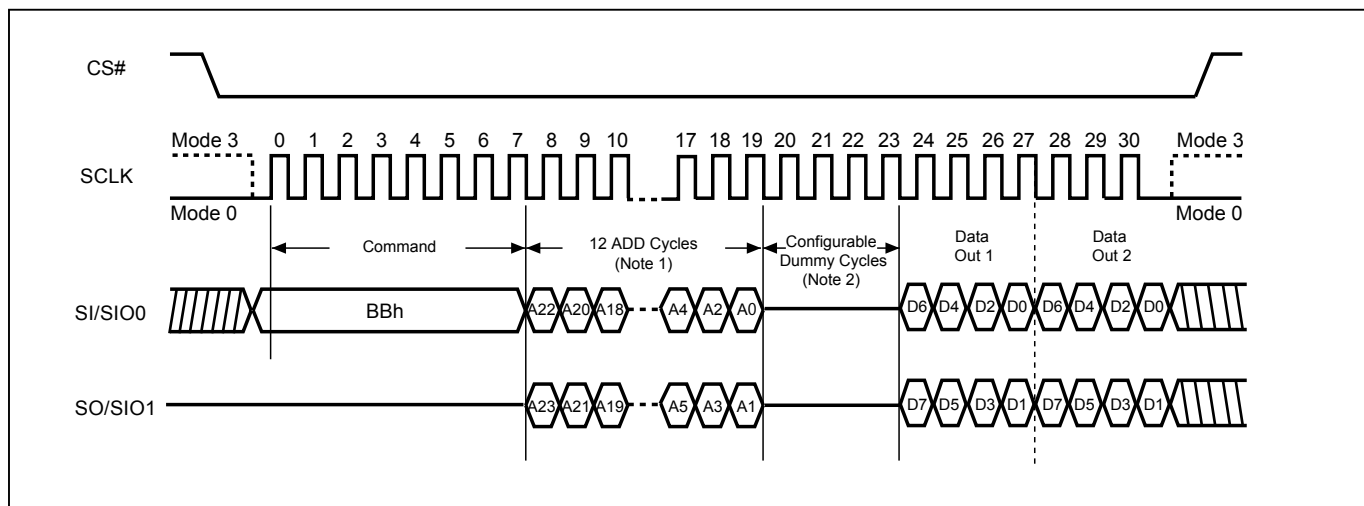 CS#
Mode 3 0 1 2 3 4 5 6 7 8 9 10 17 18 19 20 21 22 23 24 25 26 27 28 29 30 Mode 3
SCLK
Mode 0 Mode 0
Command
12 ADD Cycles
(Note 1)
Configurable
Dummy Cycles
(Note 2)
Data
Out 1
Data
Out 2
SI/SIO0 BBh A22 A20 A18 A4 A2 A0 D6 D4 D2 D0 D6 D4 D2 D0
SO/SIO1 A23 A21 A19 A5 A3 A1 D7 D5 D3 D1 D7 D5 D3 D1